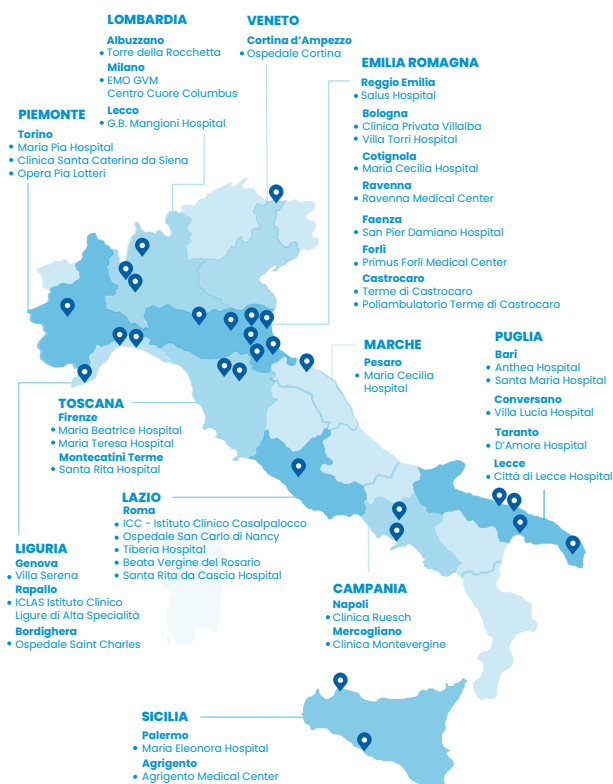 LOMBARDIA
Albuzzano
• Torre della Rocchetta
Milano
• EMO GVM
Centro Cuore Columbus
Lecco
• G.B. Mangioni Hospital
VENETO
Cortina d'Ampezzo
• Ospedale Cortina
EMILIA ROMAGNA
Reggio Emilia
• Salus Hospital
Bologna
• Clinica Privata Villalba
• Villa Torri Hospital
Cotignola
• Maria Cecilia Hospital
Ravenna
• Ravenna Medical Center
Faenza
• San Pier Damiano Hospital
Forlì
• Primus Forlì Medical Center
Castrocaro
• Terme di Castrocaro
• Poliambulatorio Terme di Castrocaro
PIEMONTE
Torino
• Maria Pia Hospital
• Clinica Santa Caterina da Siena
• Opera Pia Lotteri
MARCHE
Pesaro
• Maria Cecilia
Hospital
PUGLIA
Bari
• Anthea Hospital
• Santa Maria Hospital
Conversano
• Villa Lucia Hospital
Taranto
• D'Amore Hospital
Lecce
• Città di Lecce Hospital
TOSCANA
Firenze
• Maria Beatrice Hospital
• Maria Teresa Hospital
Montecatini Terme
• Santa Rita Hospital
LAZIO
Roma
• ICC - Istituto Clinico Casalpalocco
• Ospedale San Carlo di Nancy
• Tiberia Hospital
• Beata Vergine del Rosario
• Santa Rita da Cascia Hospital
LIGURIA
Genova
• Villa Serena
Rapallo
• ICLAS Istituto Clinico
Ligure di Alta Specialità
Bordighera
• Ospedale Saint Charles
CAMPANIA
Napoli
• Clinica Ruesch
Mercogliano
• Clinica Montevergine
SICILIA
Palermo
• Maria Eleonora Hospital
Agrigento
• Agrigento Medical Center